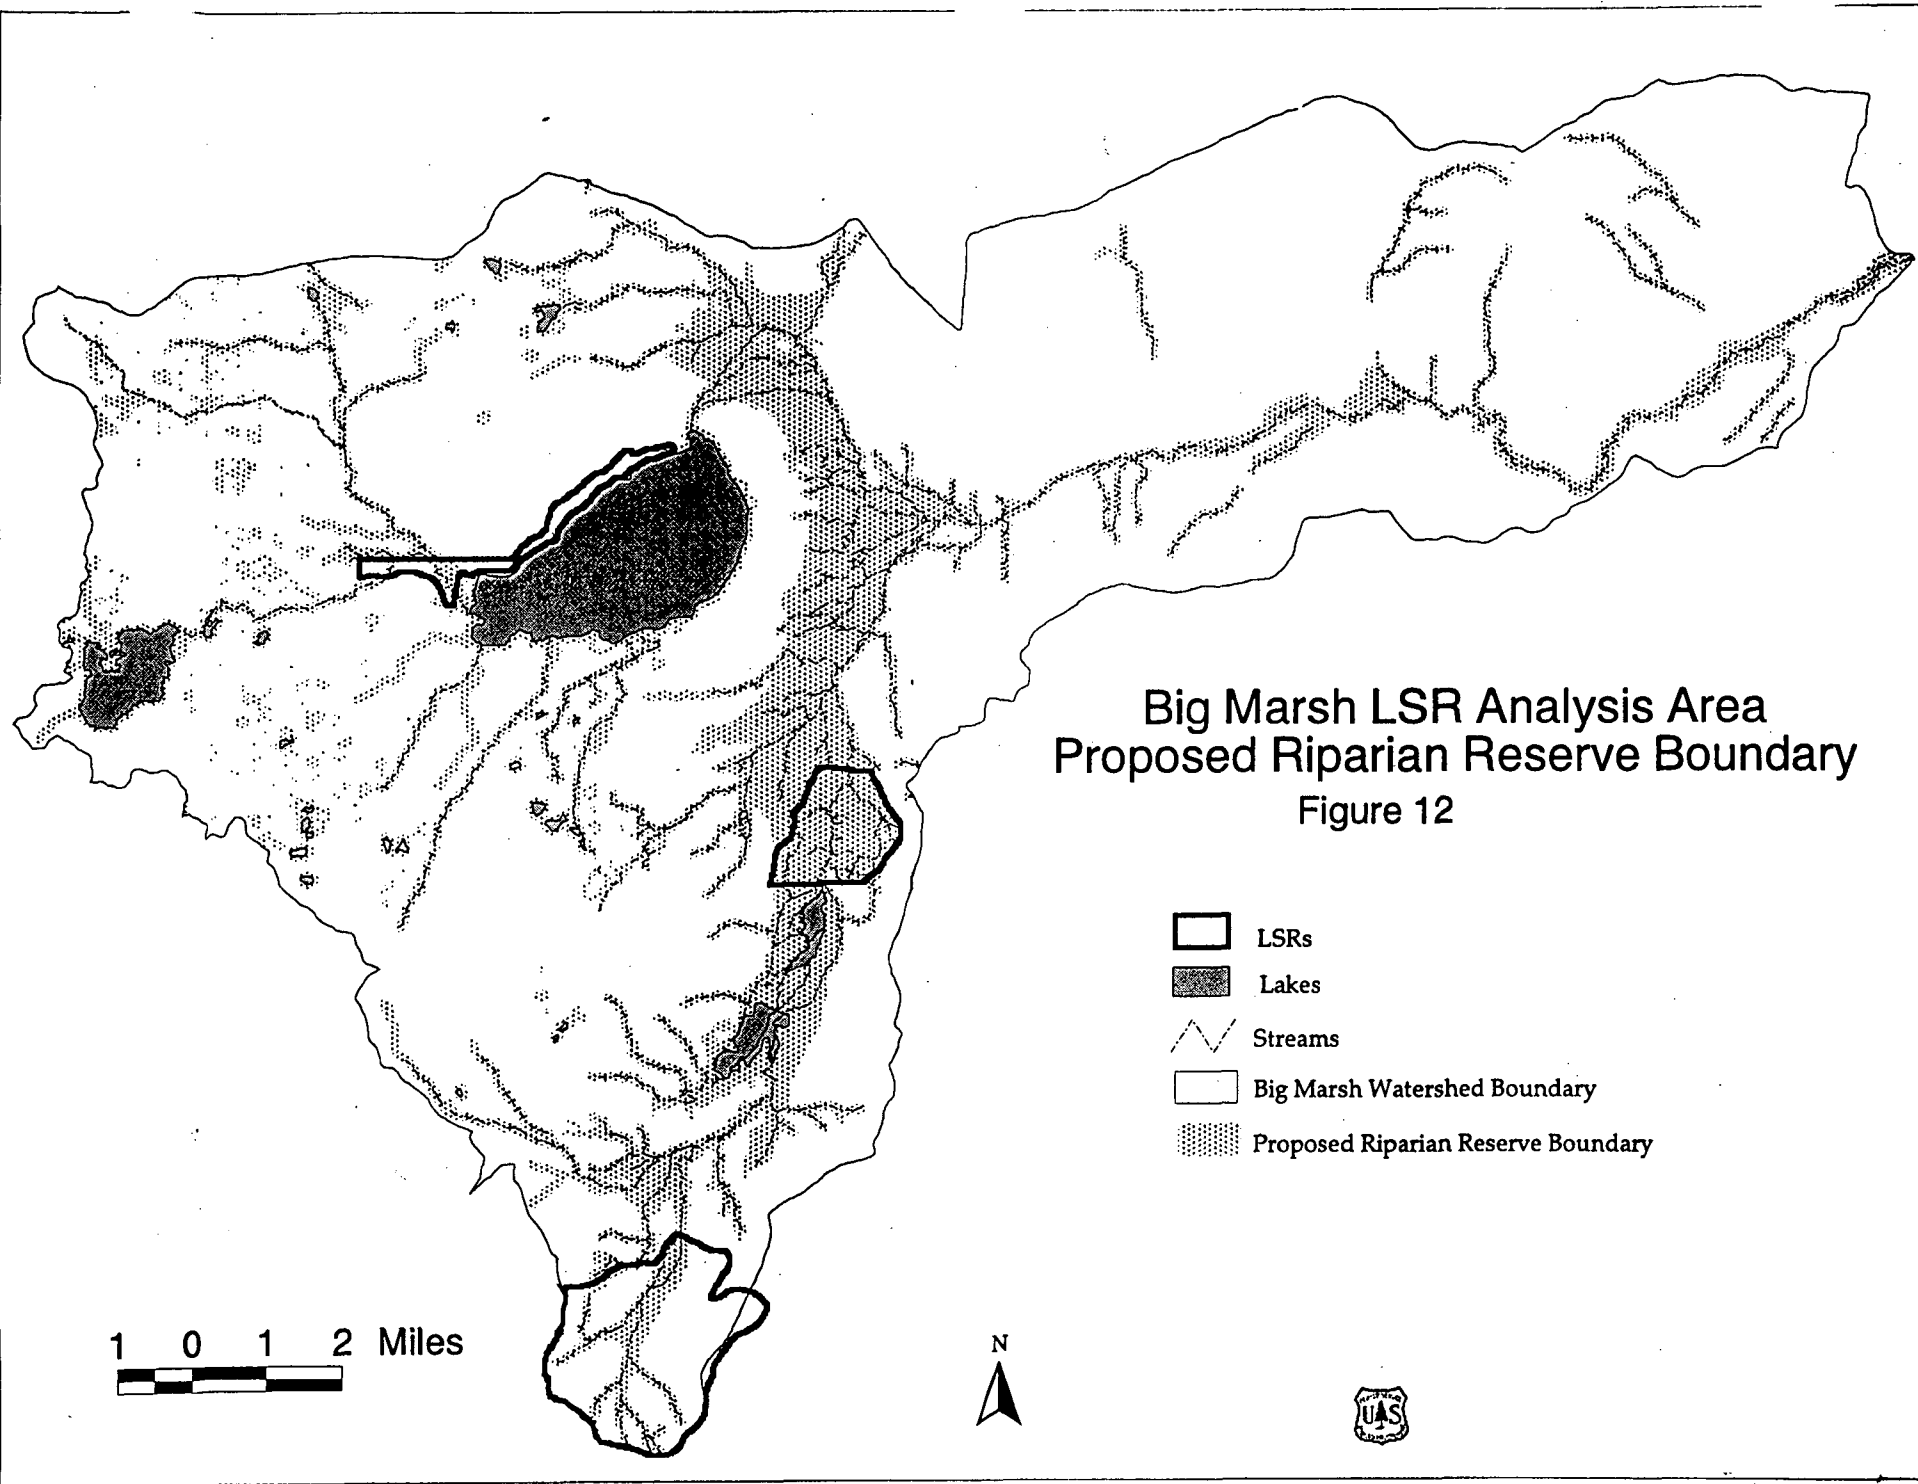 Big Marsh LSR Analysis Area
Proposed Riparian Reserve Boundary
Figure 12
LSRs
Lakes
Streams
Big Marsh Watershed Boundary
Proposed Riparian Reserve Boundary
1 0 1 2 Miles
N
U S